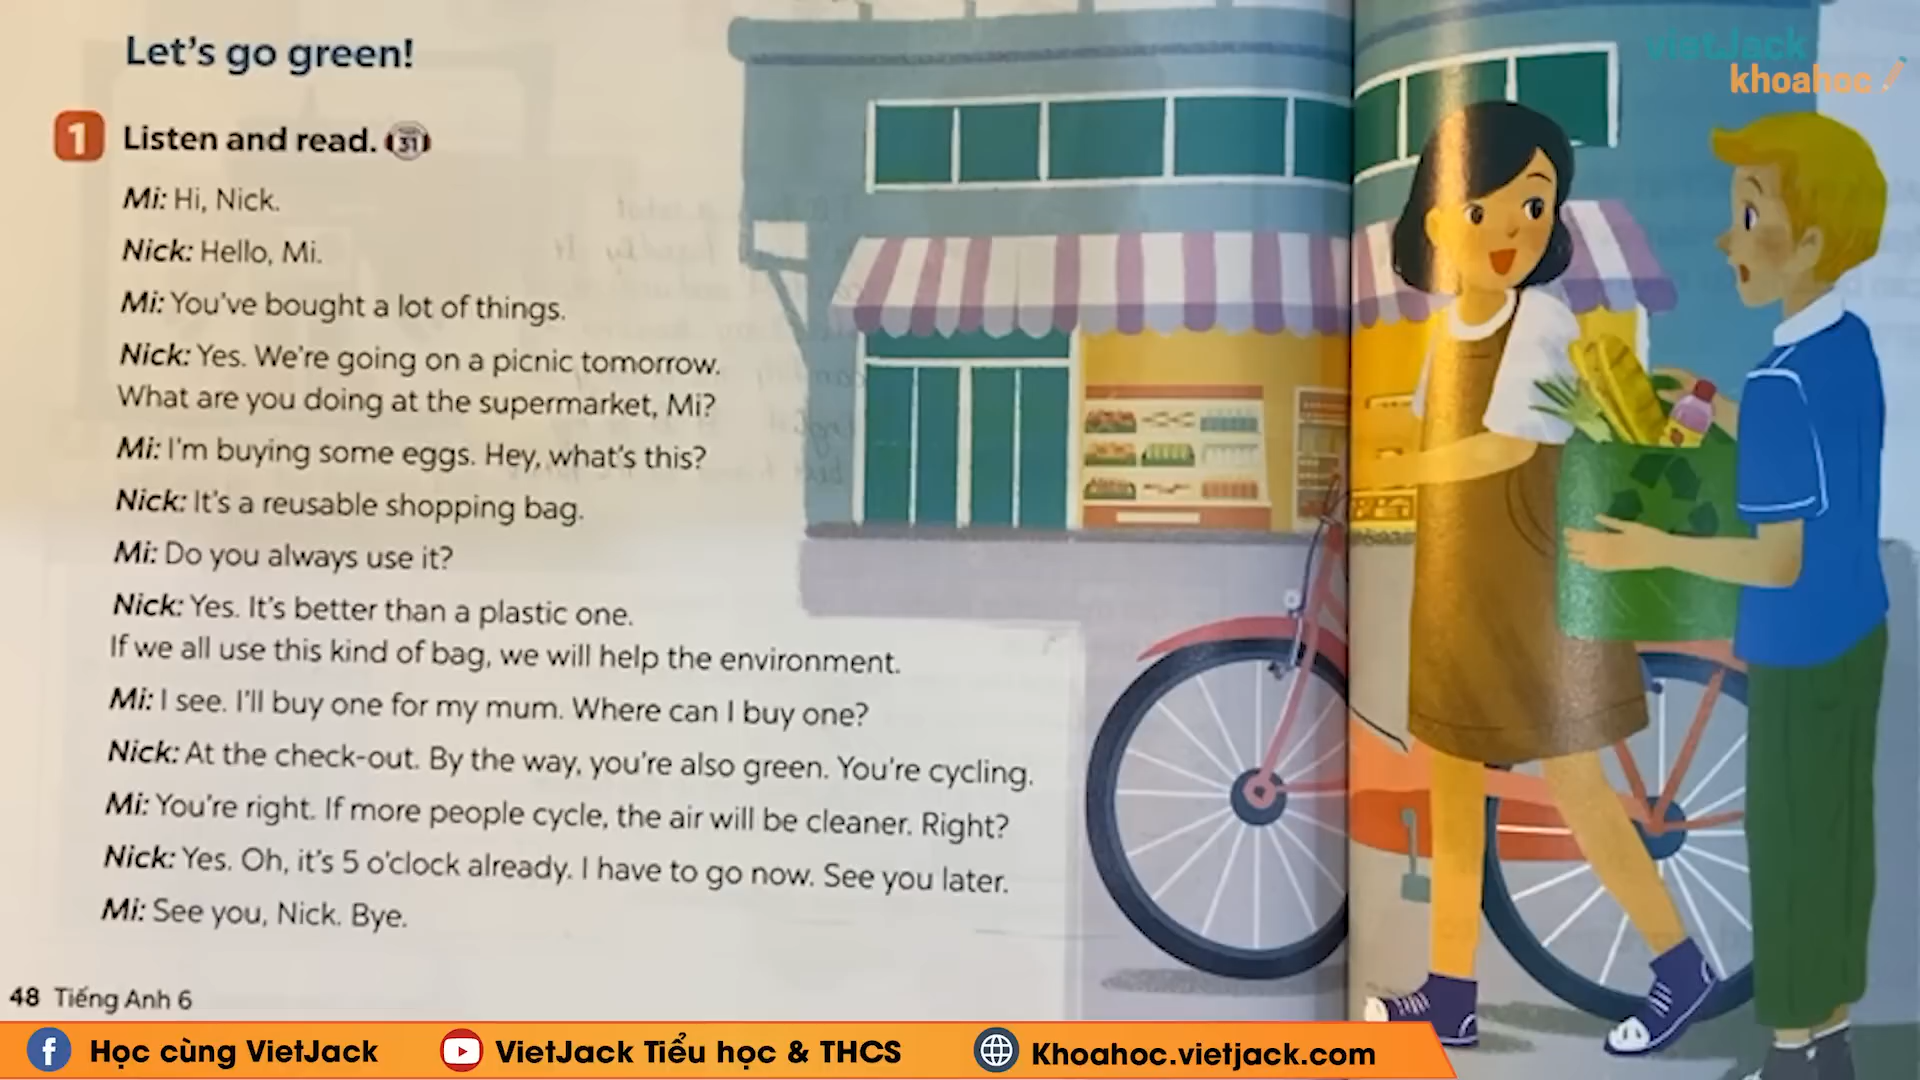 Let's go green!
1 Listen and read. 31
Mi: Hi, Nick.
Nick: Hello, Mi.
Mi: You've bought a lot of things.
Nick: Yes. We're going on a picnic tomorrow.
What are you doing at the supermarket, Mi?
Mi: I'm buying some eggs. Hey, what's this?
Nick: It's a reusable shopping bag.
Mi: Do you always use it?
Nick: Yes. It's better than a plastic one.
If we all use this kind of bag, we will help the environment.
Mi: I see. I'll buy one for my mum. Where can I buy one?
Nick: At the check-out. By the way, you're also green. You're cycling.
Mi: You're right. If more people cycle, the air will be cleaner. Right?
Nick: Yes. Oh, it's 5 o'clock already. I have to go now. See you later.
Mi: See you, Nick. Bye.
48 Tiếng Anh 6
vietJack
khoahoc
Học cùng VietJack
VietJack Tiểu học & THCS
Khoahoc.vietjack.com